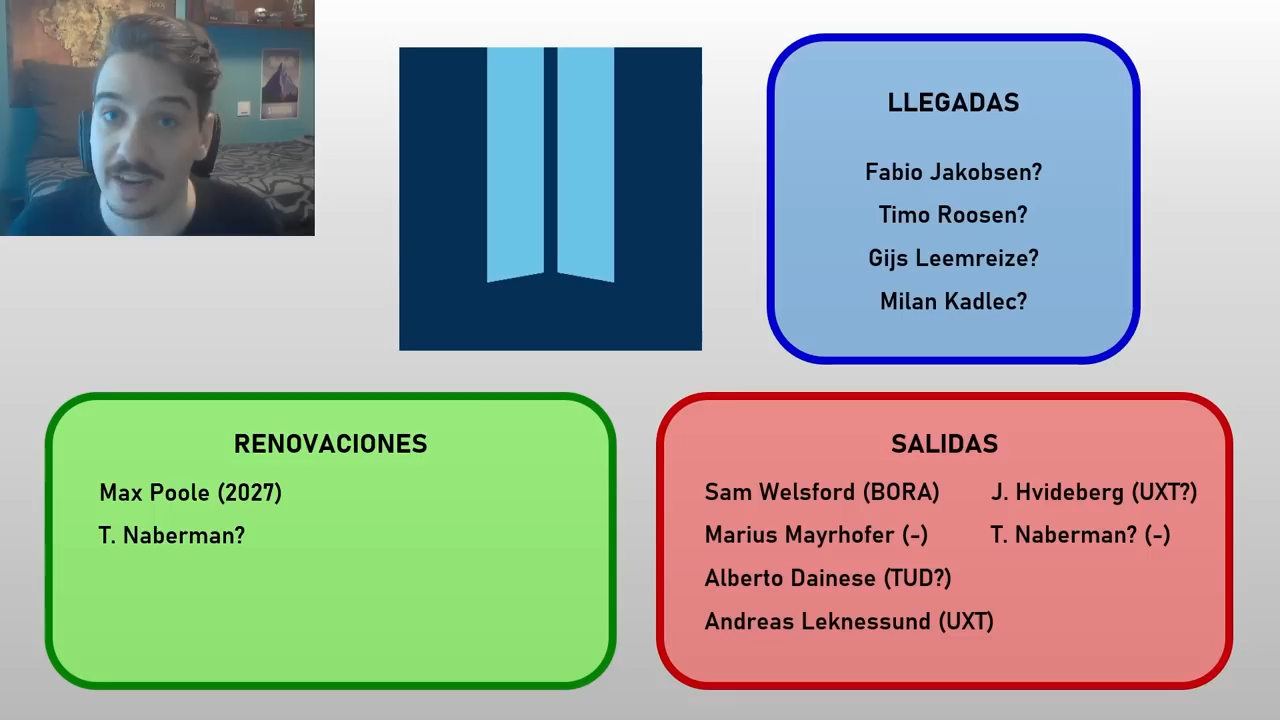 LLEGADAS
Fabio Jakobsen?
Timo Roosen?
Gijs Leemreize?
Milan Kadlec?
RENOVACIONES
Max Poole (2027)
T. Naberman?
SALIDAS
Sam Welsford (BORA)
Marius Mayrhofer (-)
Alberto Dainese (TUD?)
Andreas Leknessund (UXT)
J. Hvideberg (UXT?)
T. Naberman? (-)